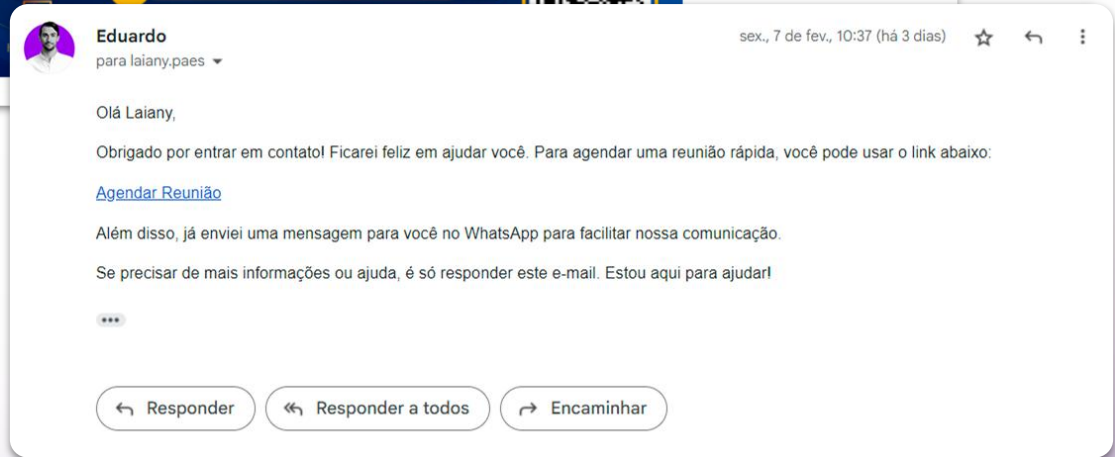 Eduardo
sex., 7 de fev., 10:37 (há 3 dias)
para laiany.paes
Olá Laiany,
Obrigado por entrar em contato! Ficarei feliz em ajudar você. Para agendar uma reunião rápida, você pode usar o link abaixo:
Agendar Reunião
Além disso, já enviei uma mensagem para você no WhatsApp para facilitar nossa comunicação.
Se precisar de mais informações ou ajuda, é só responder este e-mail. Estou aqui para ajudar!
Responder
Responder a todos
Encaminhar